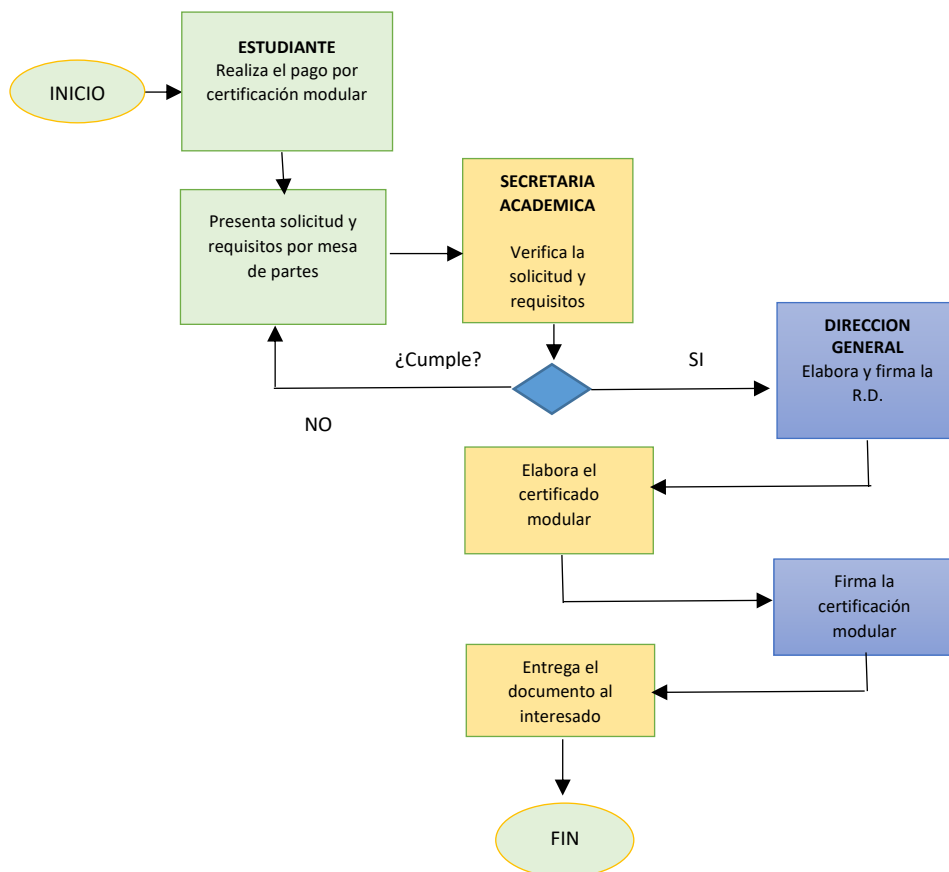 INICIO
ESTUDIANTE
Realiza el pago por
certificación modular
Presenta solicitud y
requisitos por mesa
de partes
SECRETARIA
ACADEMICA
Verifica la
solicitud y
requisitos
¿Cumple?
NO
SI
DIRECCION
GENERAL
Elabora y firma la
R.D.
Elabora el
certificado
modular
Firma la
certificación
modular
Entrega el
documento al
interesado
FIN